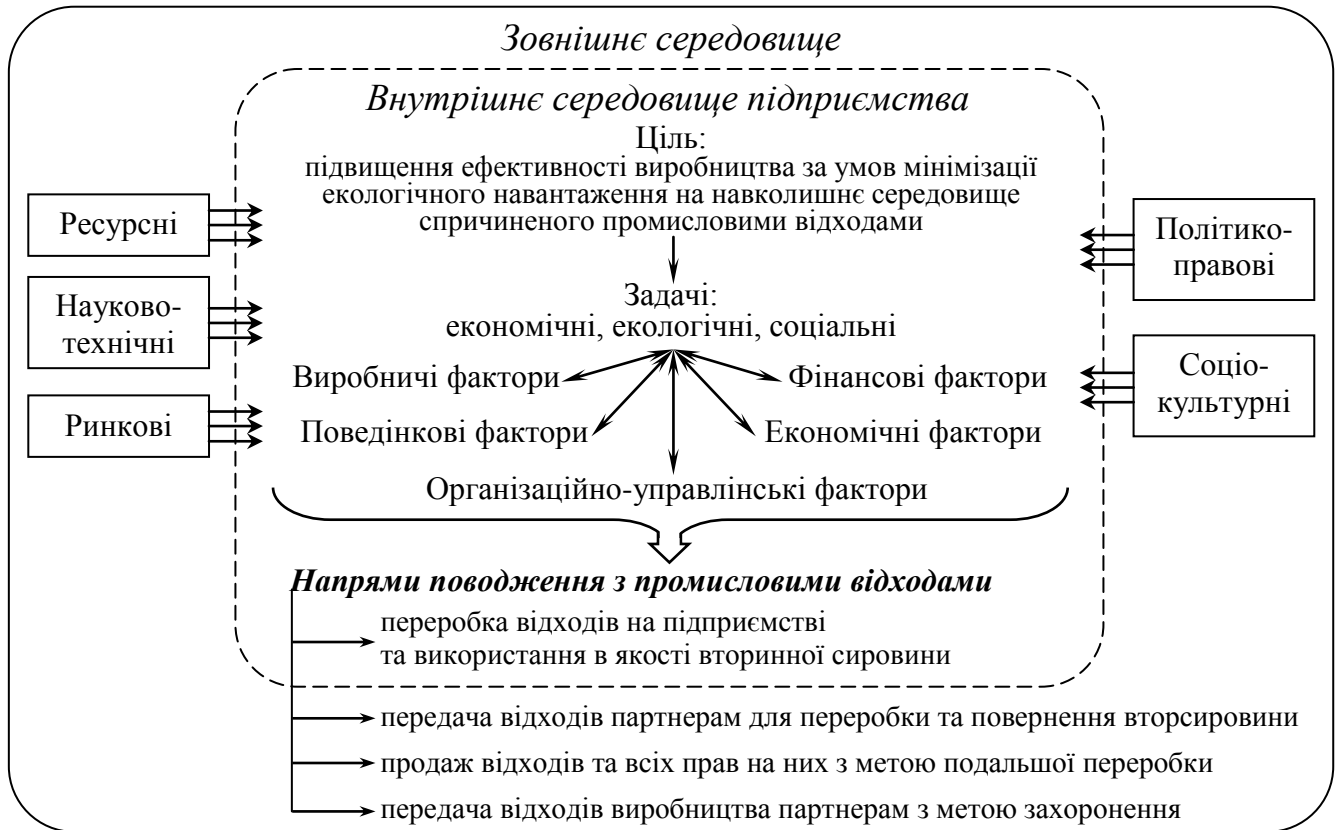 Зовнішнє середовище
Внутрішнє середовище підприємства
Ціль:
підвищення ефективності виробництва за умов мінімізації
екологічного навантаження на навколишнє середовище
спричиненого промисловими відходами
Ресурсні
Науково-
технічні
Ринкові
Політико-
правові
Соціо-
культурні
Задачі:
економічні, екологічні, соціальні
Виробничі фактори
Фінансові фактори
Поведінкові фактори
Економічні фактори
Організаційно-управлінські фактори
Напрями поводження з промисловими відходами
переробка відходів на підприємстві
та використання в якості вторинної сировини
передача відходів партнерам для переробки та повернення вторсировини
продаж відходів та всіх прав на них з метою подальшої переробки
передача відходів виробництва партнерам з метою захоронення